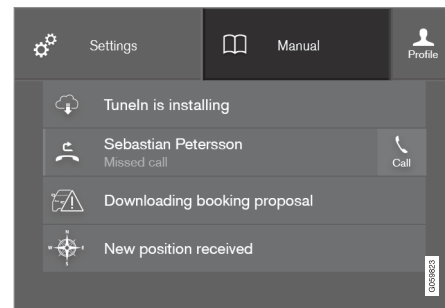 Settings
Manual
Profile
TuneIn is installing
Sebastian Petersson
Missed call
Call
Downloading booking proposal
N
W
E
S
New position received
G059823